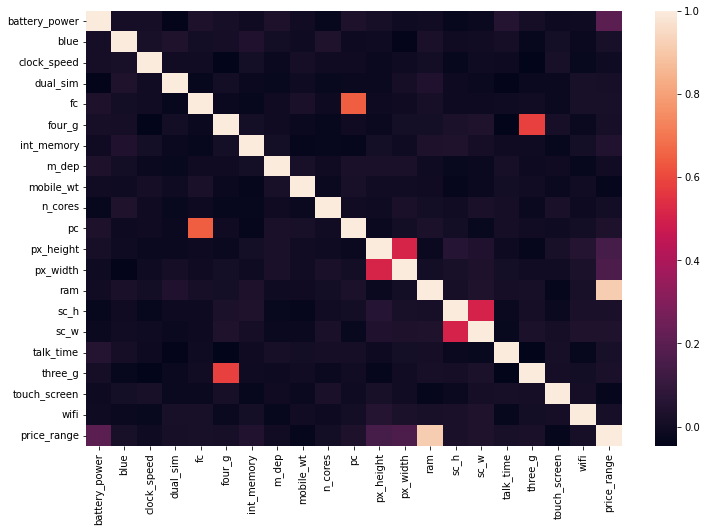 battery_power
blue
clock_speed
dual_sim
fc
four_g
int_memory
m_dep
mobile_wt
n_cores
pc
px_height
px_width
ram
sc_h
sc_w
talk_time
three_g
touch_screen
wifi
price_range
battery_power
blue
clock_speed
dual_sim
fc
four_g
int_memory
m_dep
mobile_wt
n_cores
pc
px_height
px_width
ram
sc_h
sc_w
talk_time
three_g
touch_screen
wifi
price_range
1.0
0.8
0.6
0.4
0.2
0.0